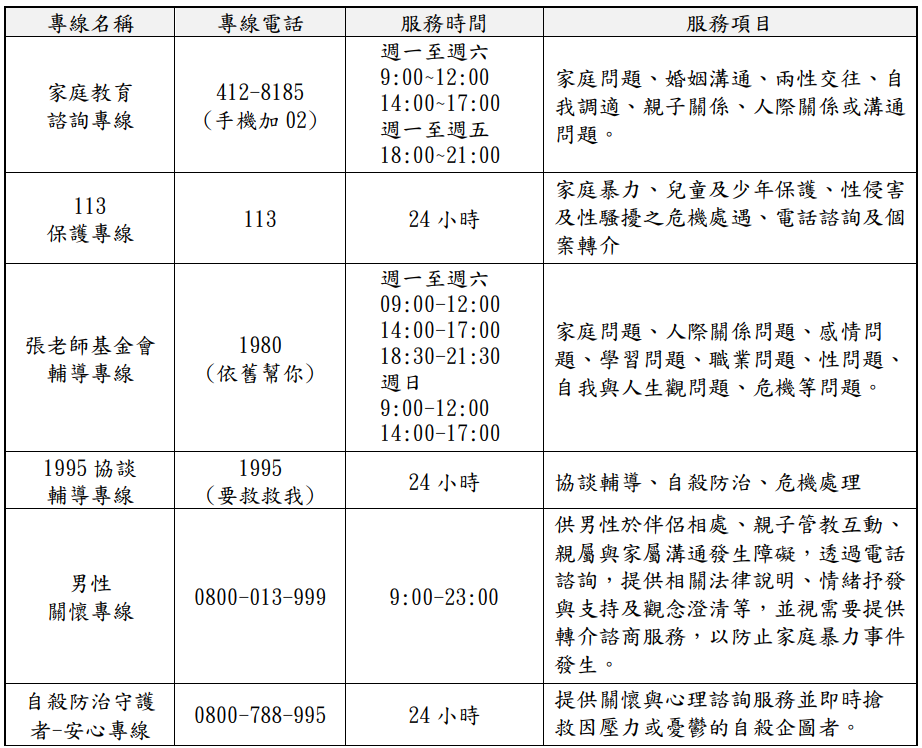 專線名稱 專線電話 服務時間 服務項目
家庭教育
諮詢專線
412-8185
(手機加 02)
週一至週六
9:00~12:00
14:00~17:00
週一至週五
18:00~21:00
家庭問題、婚姻溝通、兩性交往、自
我調適、親子關係、人際關係或溝通
問題。
113
保護專線
113
24 小時
家庭暴力、兒童及少年保護、性侵害
及性騷擾之危機處遇、電話諮詢及個
案轉介
張老師基金會
輔導專線
1980
(依舊幫你)
週一至週六
09:00-12:00
14:00-17:00
18:30-21:30
週日
9:00-12:00
14:00-17:00
家庭問題、人際關係問題、感情問
題、學習問題、職業問題、性問題、
自我與人生觀問題、危機等問題。
1995 協談
輔導專線
1995
(要救救我)
24 小時
協談輔導、自殺防治、危機處理
男性
關懷專線
0800-013-999
9:00-23:00
供男性於伴侶相處、親子管教互動、
親屬與家屬溝通發生障礙，透過電話
諮詢，提供相關法律說明、情緒抒發
與支持及觀念澄清等，並視需要提供
轉介諮商服務，以防止家庭暴力事件
發生。
自殺防治守護
者-安心專線
0800-788-995
24 小時
提供關懷與心理諮詢服務並即時搶
救因壓力或憂鬱的自殺企圖者。